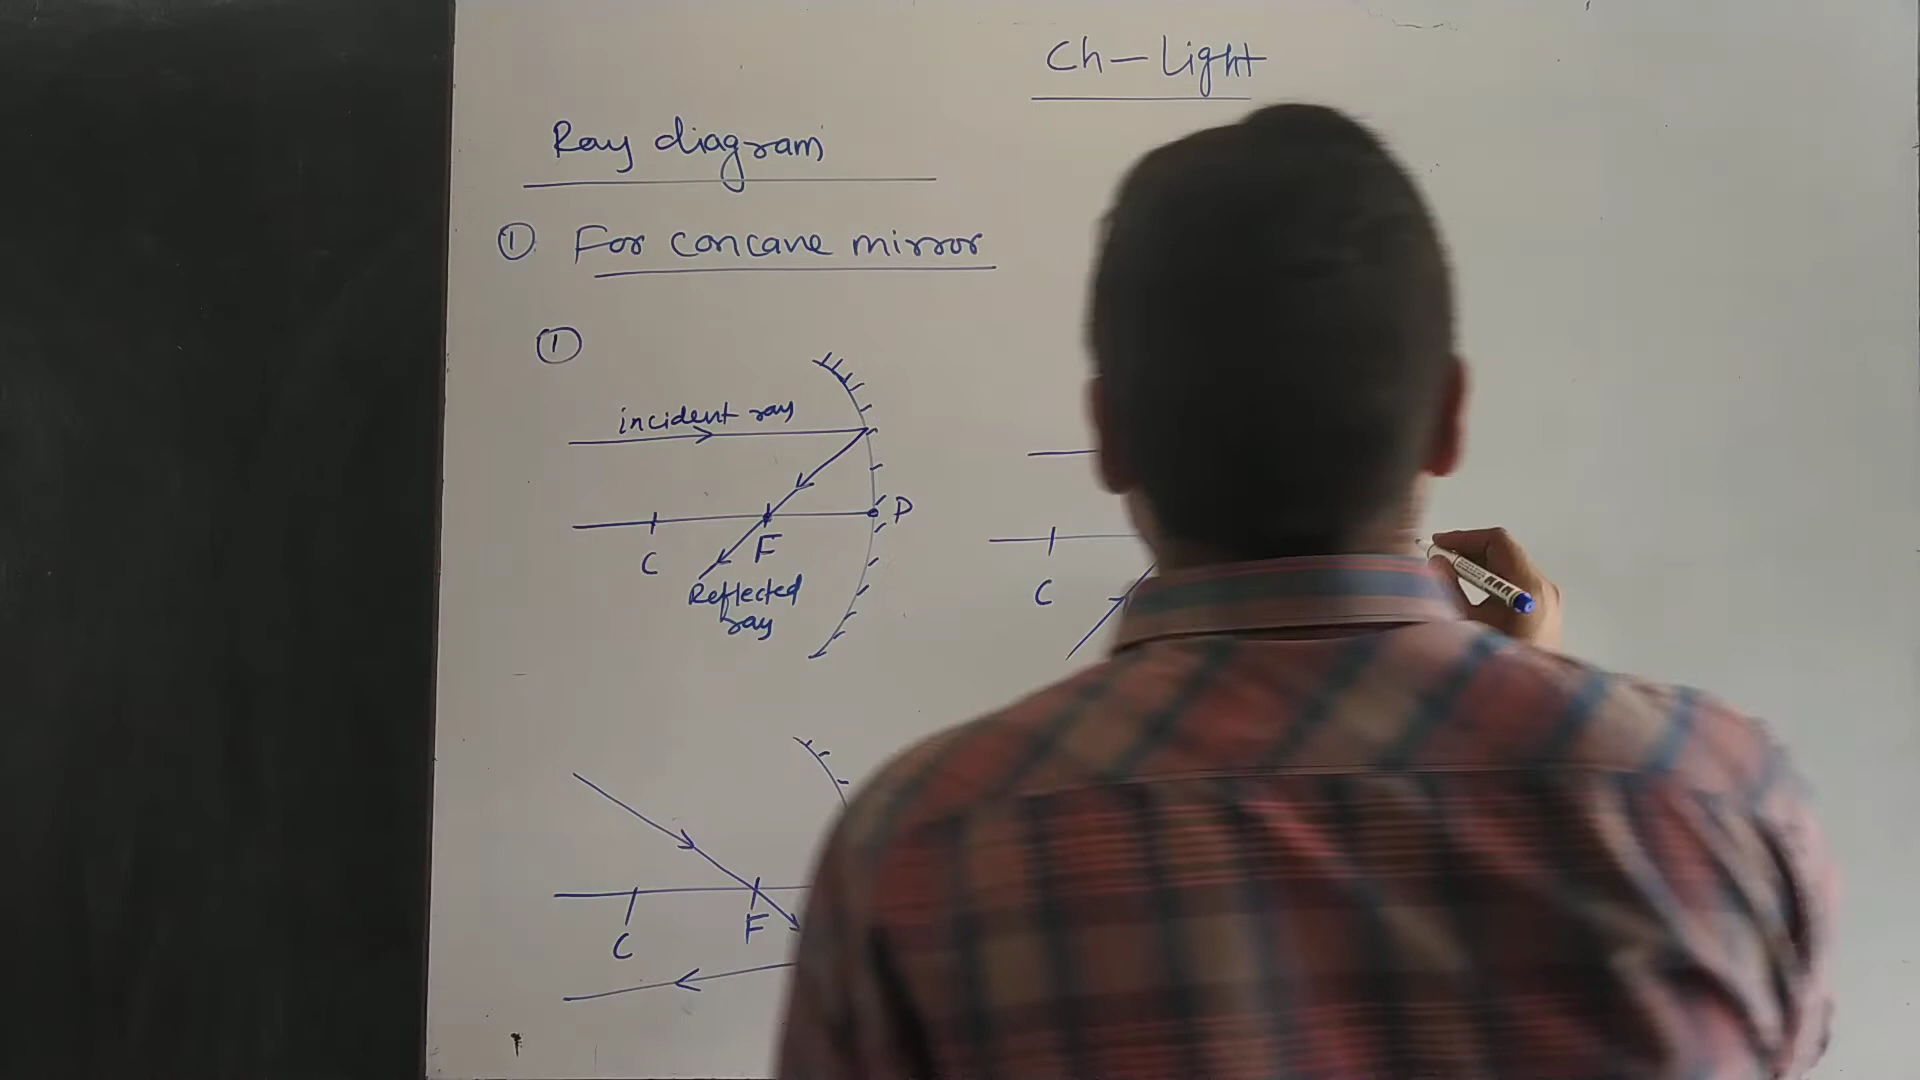 Ch - Light
Ray diagram
① For concave mirror
①
incident ray
P
C
F
Reflected
ray
C
C
F